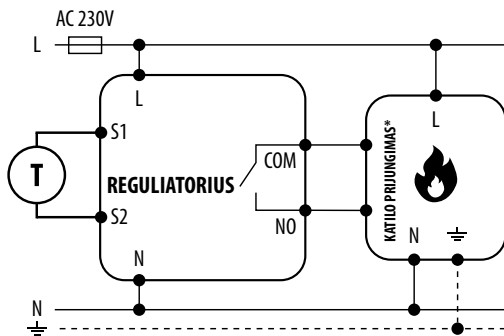 AC 230V
L
L
L
S1
T
COM
REGULIATORIUS
KATILO PRIJUNGIMAS*
S2
NO
N
N
N